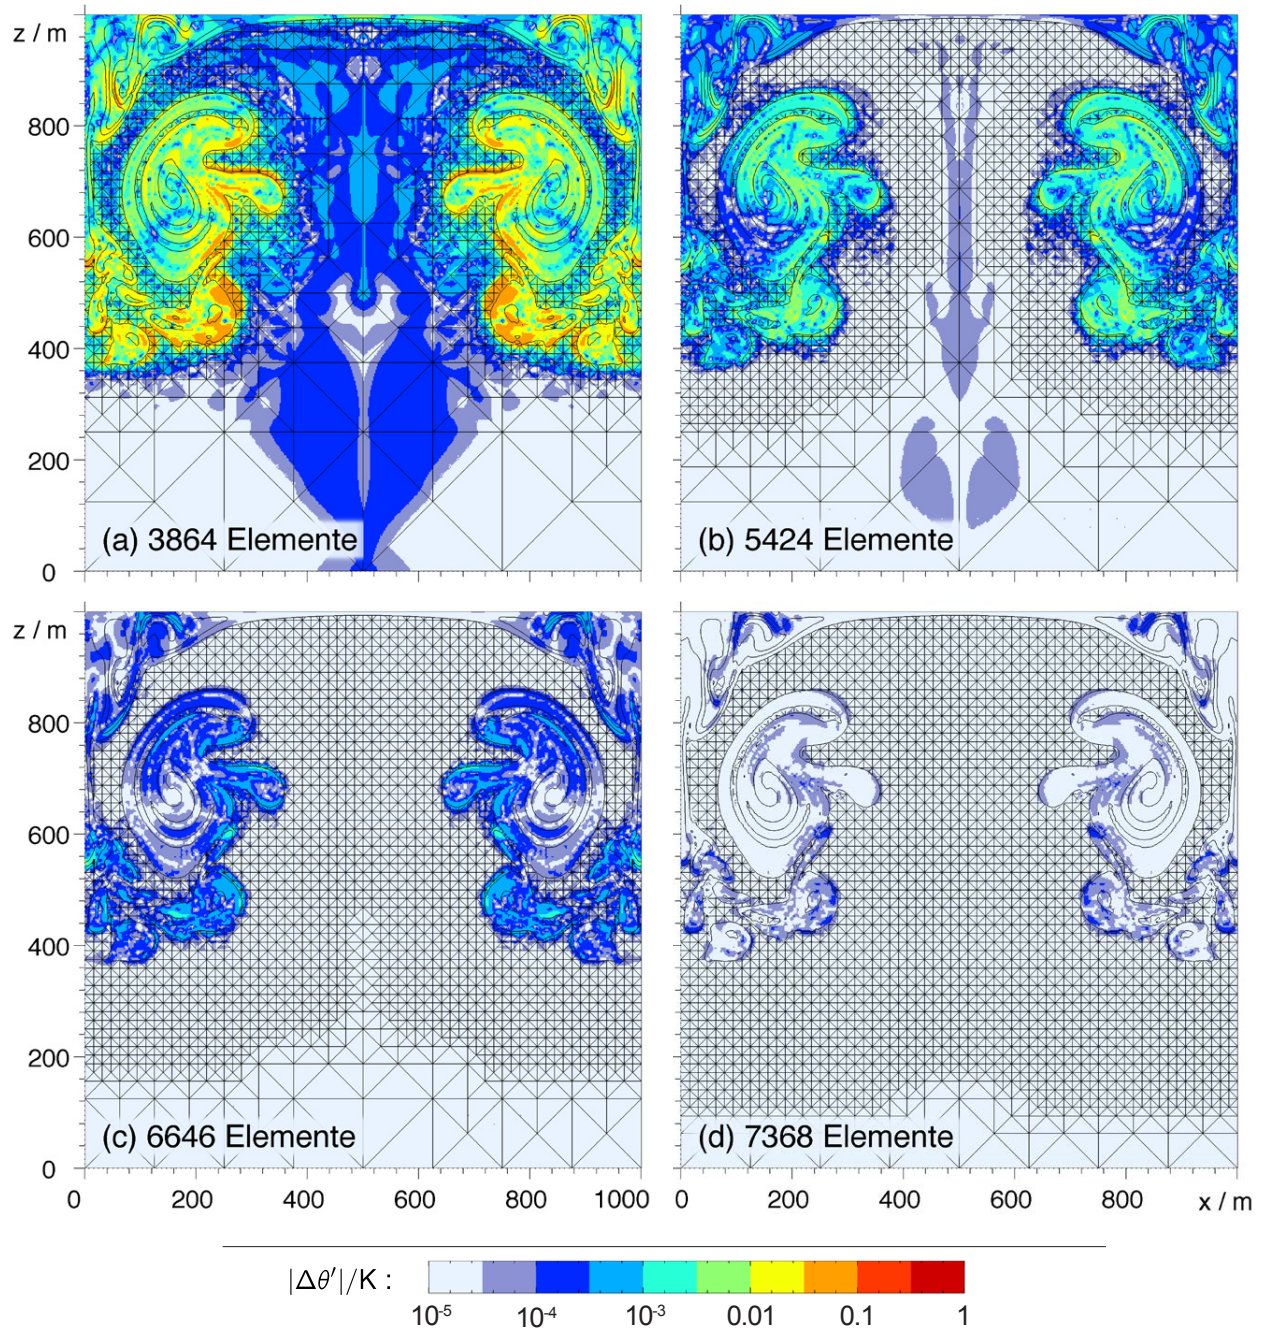 z / m
800
600
400
200
0
(a) 3864 Elemente
(b) 5424 Elemente
z / m
800
600
400
200
0
(c) 6646 Elemente
(d) 7368 Elemente
0 200 400 600 800 1000
0 200 400 600 800 x / m
|Δθ′|/K :
10-5 10-4 10-3 0.01 0.1 1